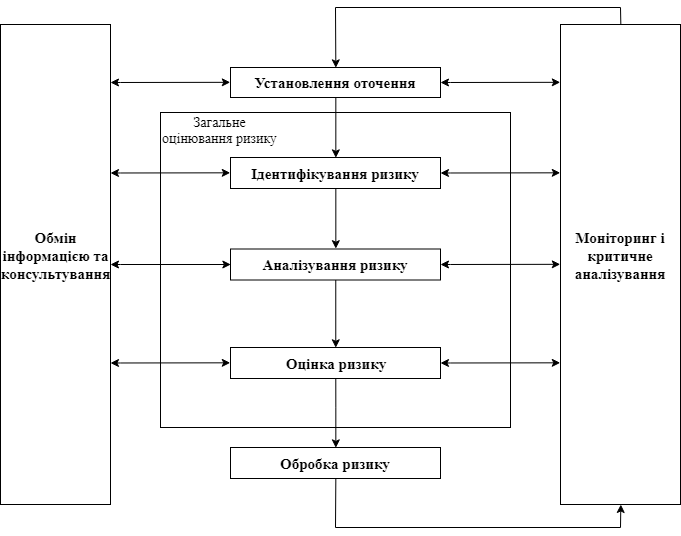 Установлення оточення
Загальне
оцінювання ризику
Ідентифікування ризику
Обмін
інформацією та
консультування
Аналізування ризику
Моніторинг і
критичне
аналізування
Оцінка ризику
Обробка ризику